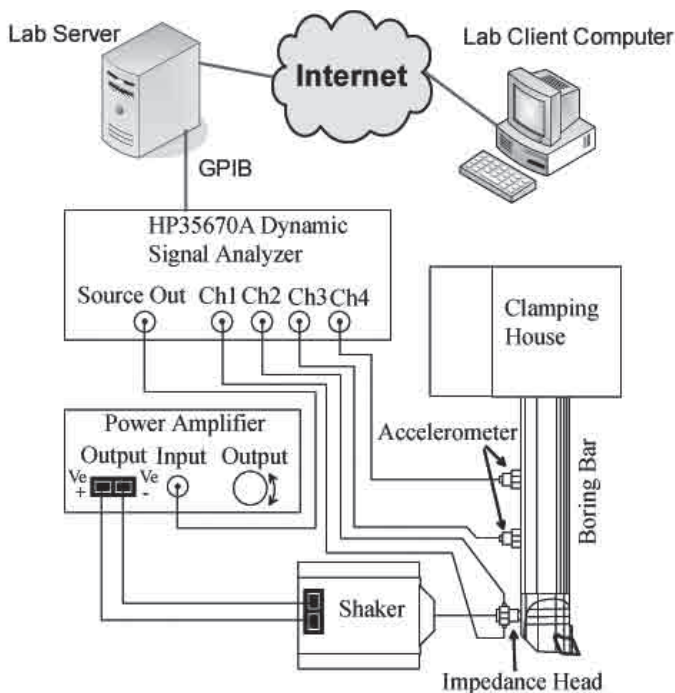 Lab Server
Internet
Lab Client Computer
GPIB
HP35670A Dynamic
Signal Analyzer
Source Out Ch1 Ch2 Ch3 Ch4
Clamping
House
Power Amplifier
Output Input Output
Ve
+
Ve
-
Accelerometer
Boring Bar
Shaker
Impedance Head